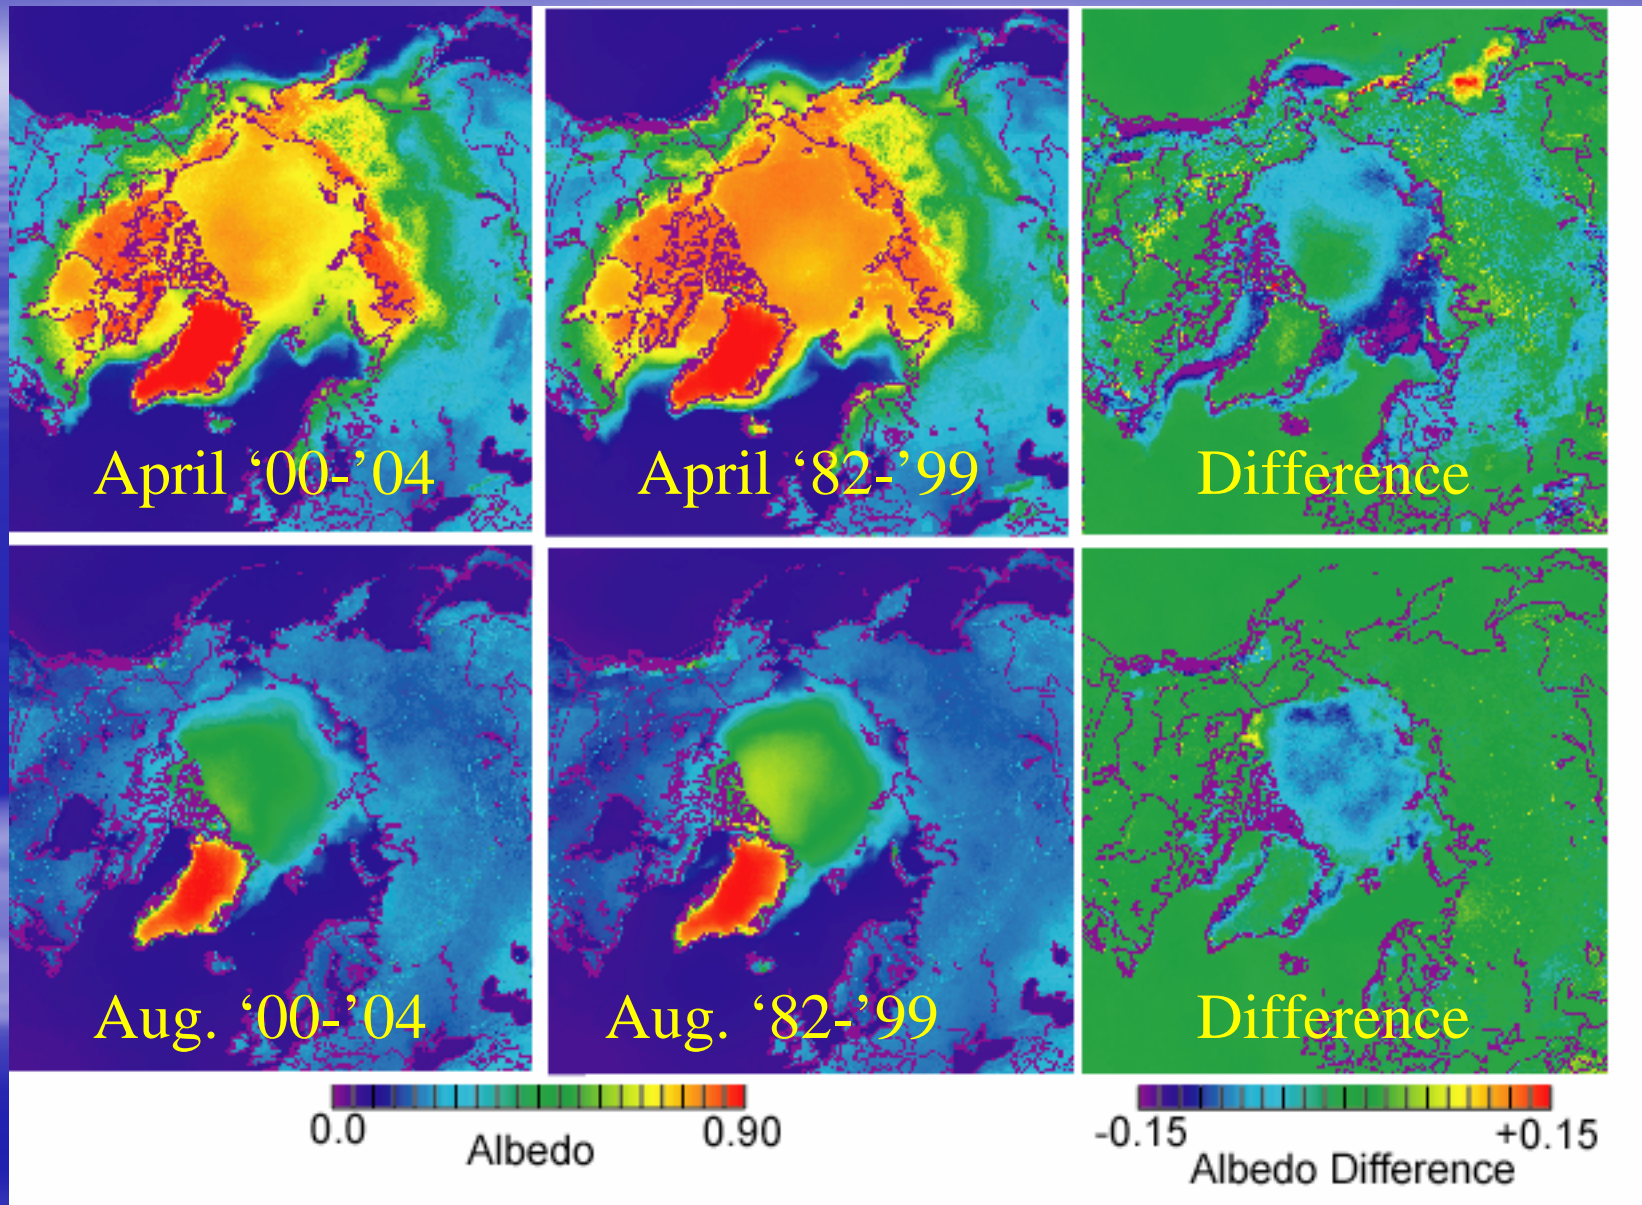 April ‘00-’04
April ‘82-’99
Difference
Aug. ‘00-’04
Aug. ‘82-’99
Difference
0.0
0.90
Albedo
-0.15
+0.15
Albedo Difference